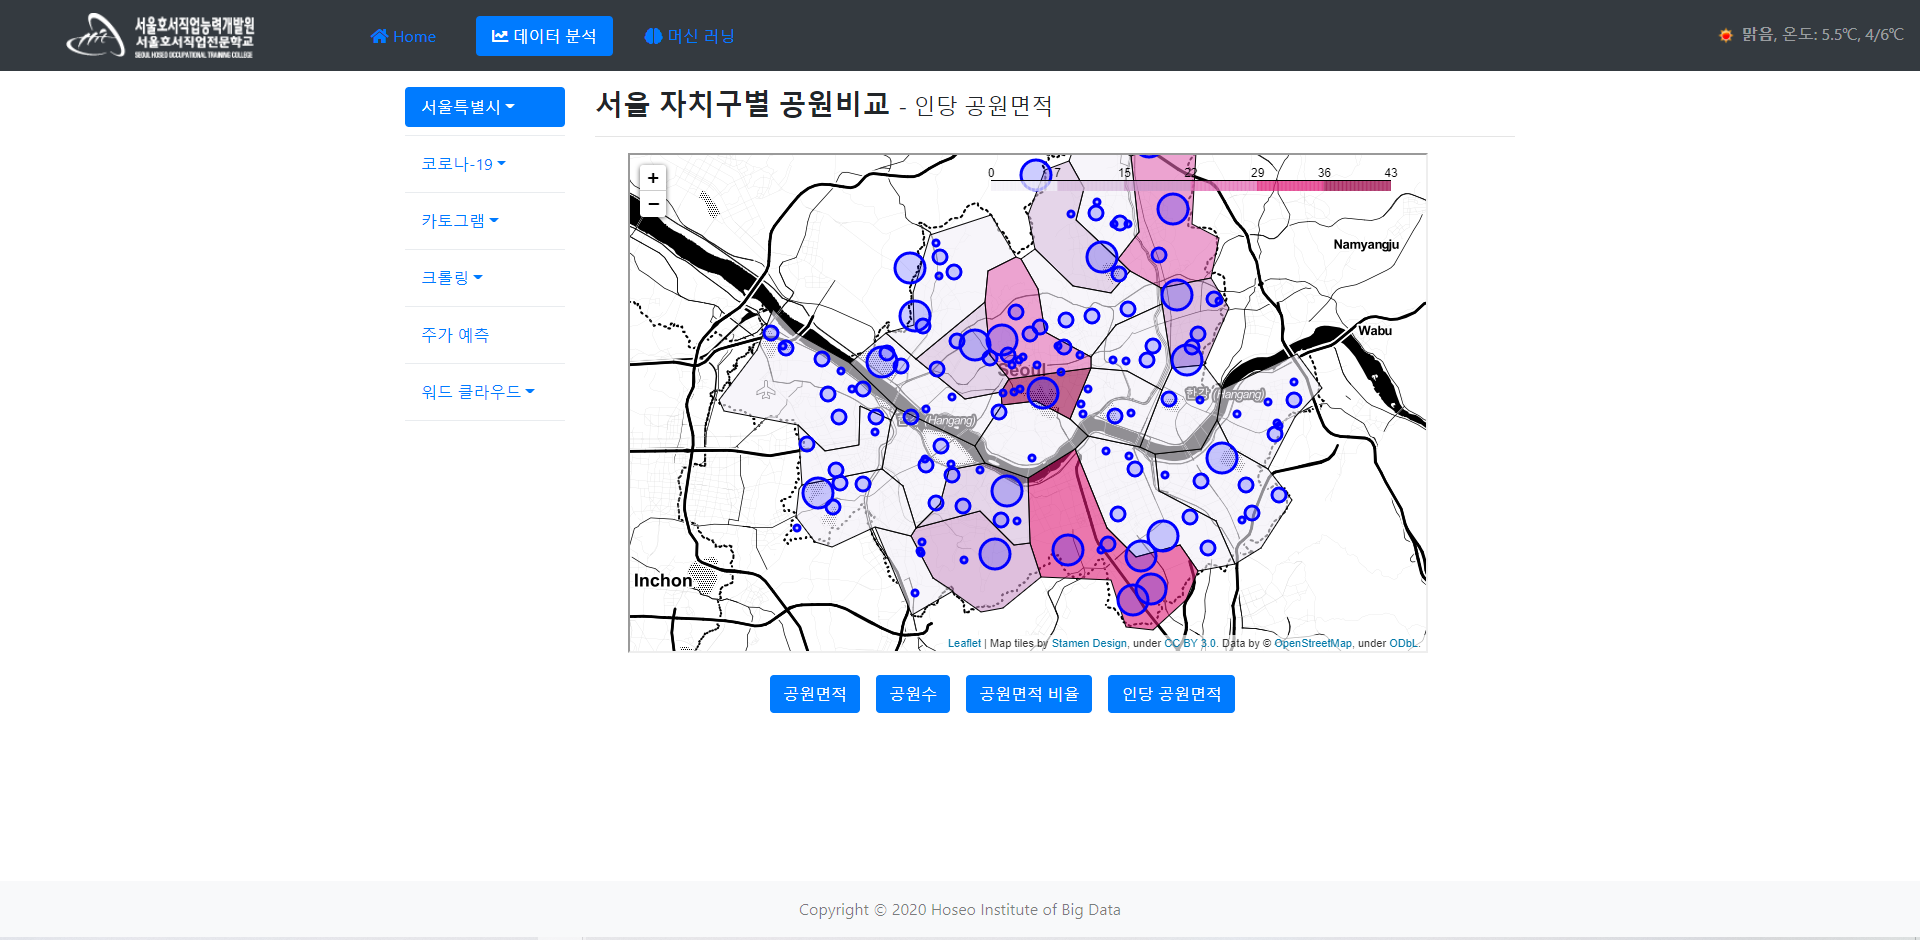 서울호서직업능력개발원
서울호서직업전문학교
SEOUL HOSEO OCCUPATIONAL TRAINING COLLEGE
Home
데이터 분석
머신 러닝
맑음, 온도: 5.5℃, 4/6℃
서울특별시
코로나-19
카토그램
크롤링
주가 예측
워드 클라우드
서울 자치구별 공원비교 - 인당 공원면적
+
−
0 7 15 22 29 36 43
Namyangju
Wabu
Seoul
한강 (Hangang)
(Hangang)
Inchon
Leaflet | Map tiles by Stamen Design, under CC BY 3.0. Data by © OpenStreetMap, under ODbL.
공원면적
공원수
공원면적 비율
인당 공원면적
Copyright © 2020 Hoseo Institute of Big Data